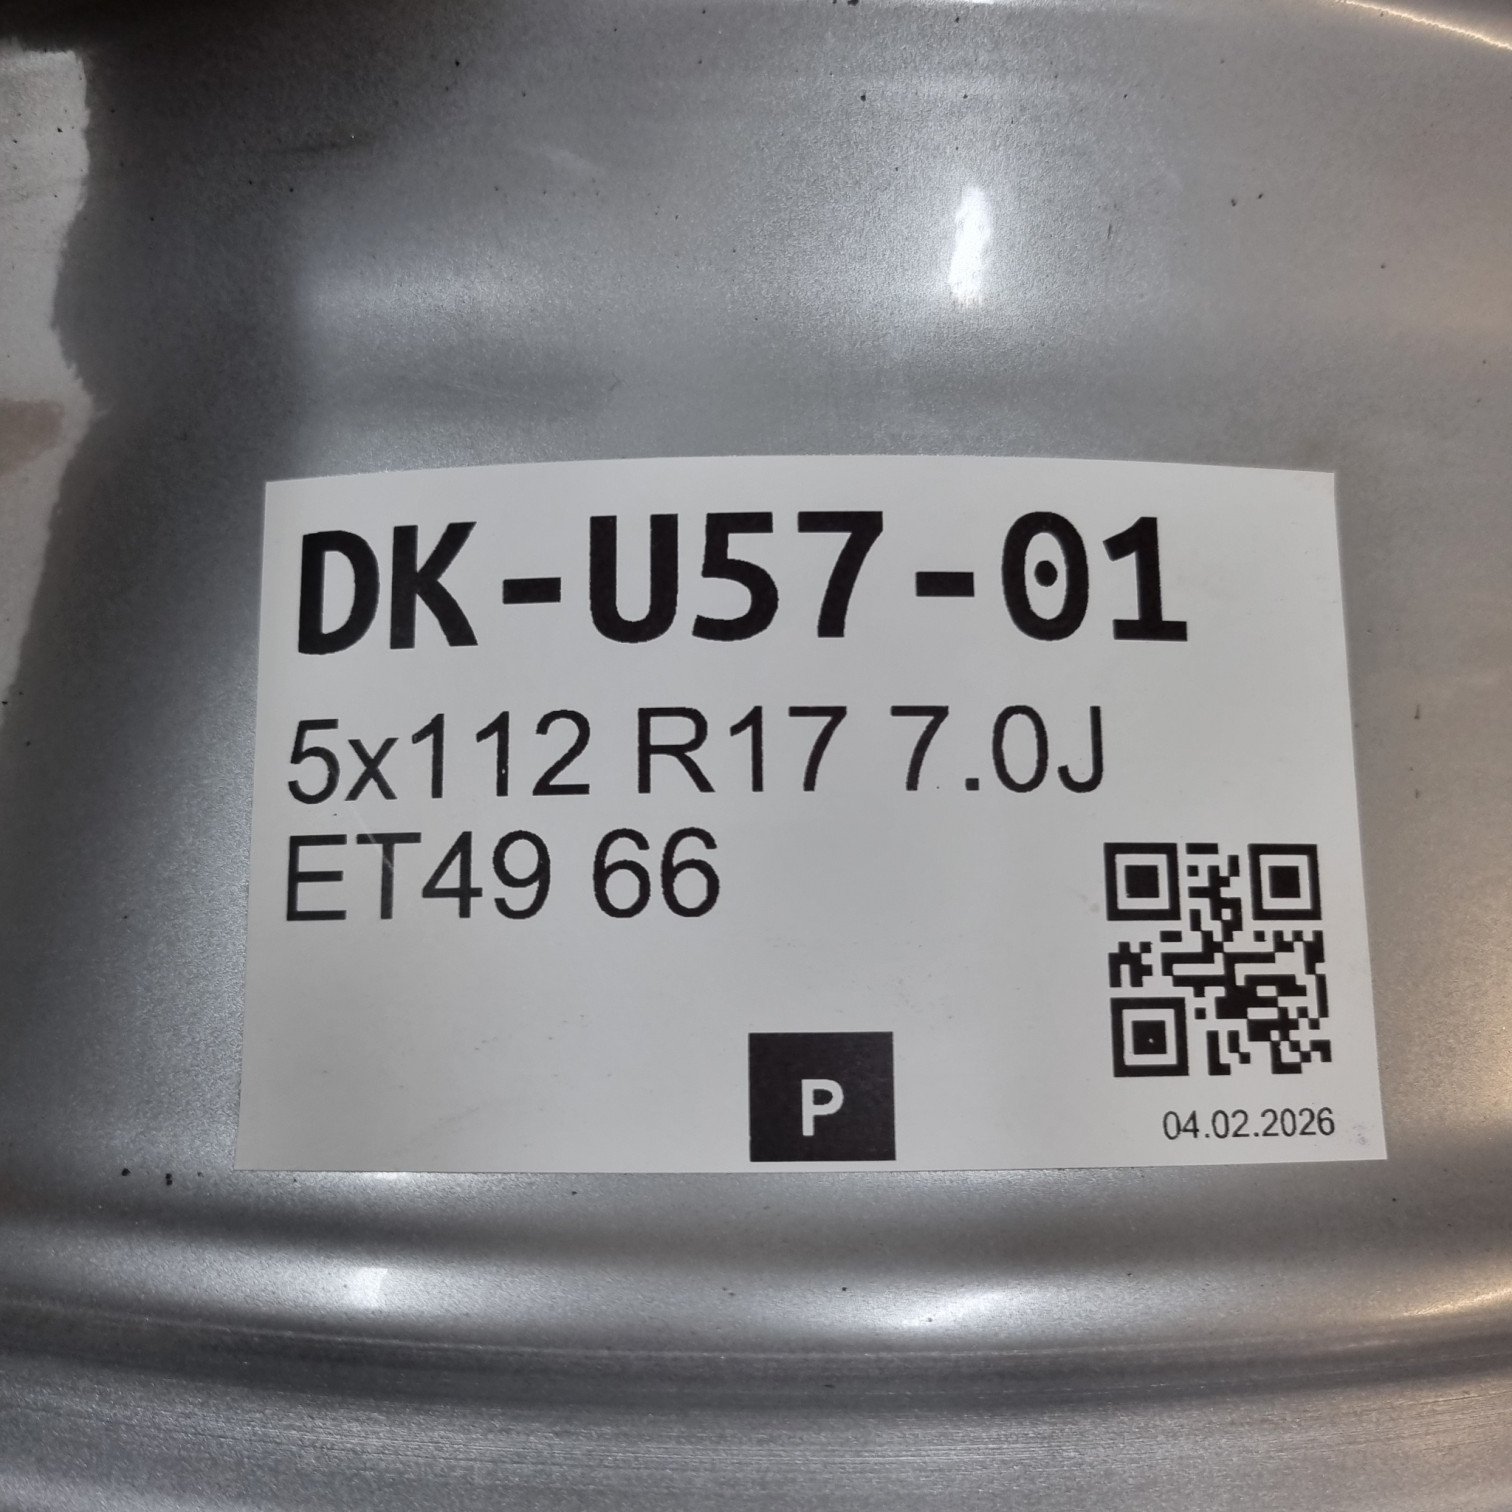 DK-U57-01
5x112 R17 7.0J
ET49 66
P
04.02.2026